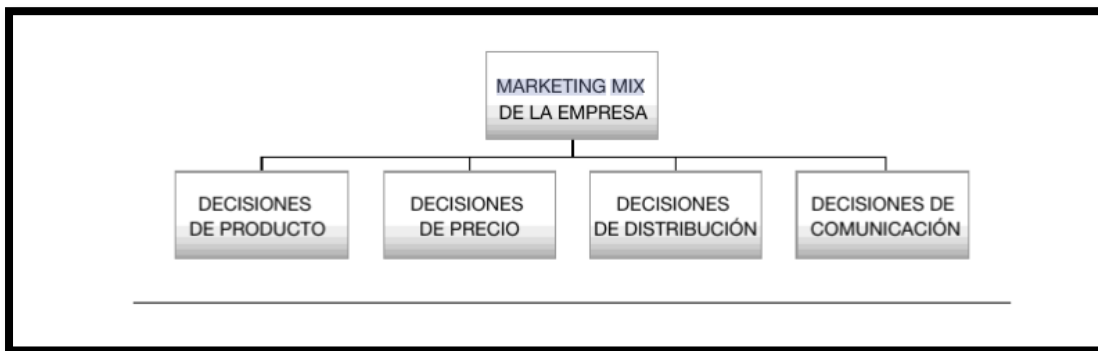 MARKETING MIX
DE LA EMPRESA
DECISIONES
DE PRODUCTO
DECISIONES
DE PRECIO
DECISIONES
DE DISTRIBUCIÓN
DECISIONES DE
COMUNICACIÓN